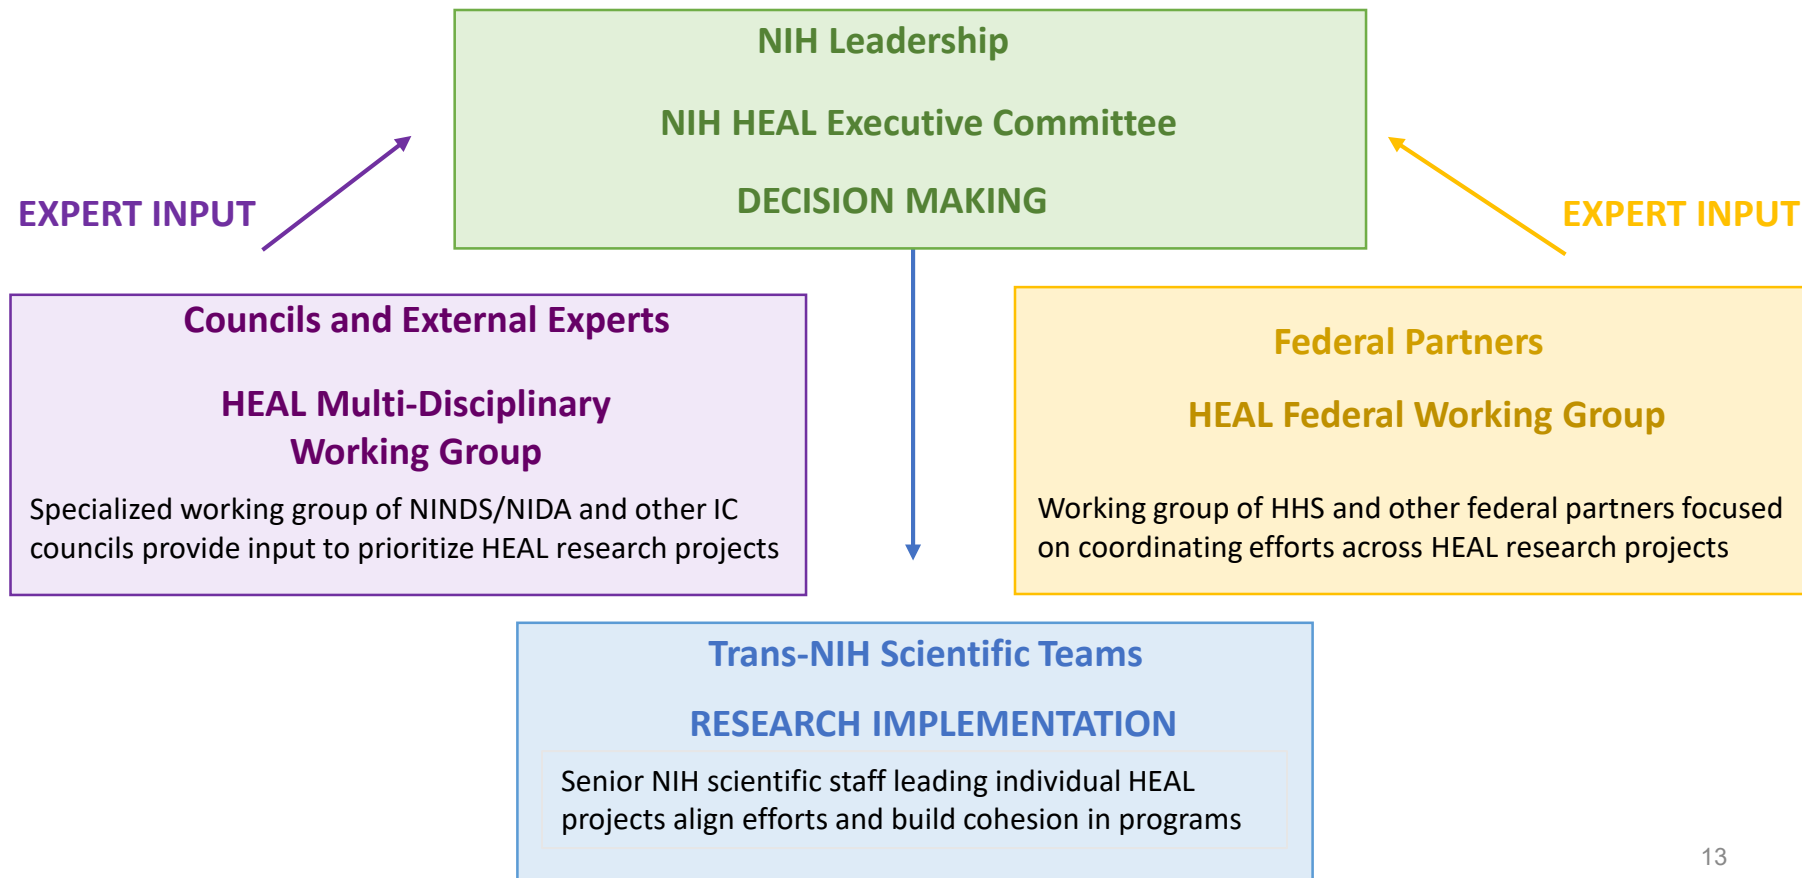 NIH Leadership
NIH HEAL Executive Committee
DECISION MAKING
EXPERT INPUT
EXPERT INPUT
Councils and External Experts
HEAL Multi-Disciplinary
Working Group
Specialized working group of NINDS/NIDA and other IC
councils provide input to prioritize HEAL research projects
Federal Partners
HEAL Federal Working Group
Working group of HHS and other federal partners focused
on coordinating efforts across HEAL research projects
Trans-NIH Scientific Teams
RESEARCH IMPLEMENTATION
Senior NIH scientific staff leading individual HEAL
projects align efforts and build cohesion in programs
13